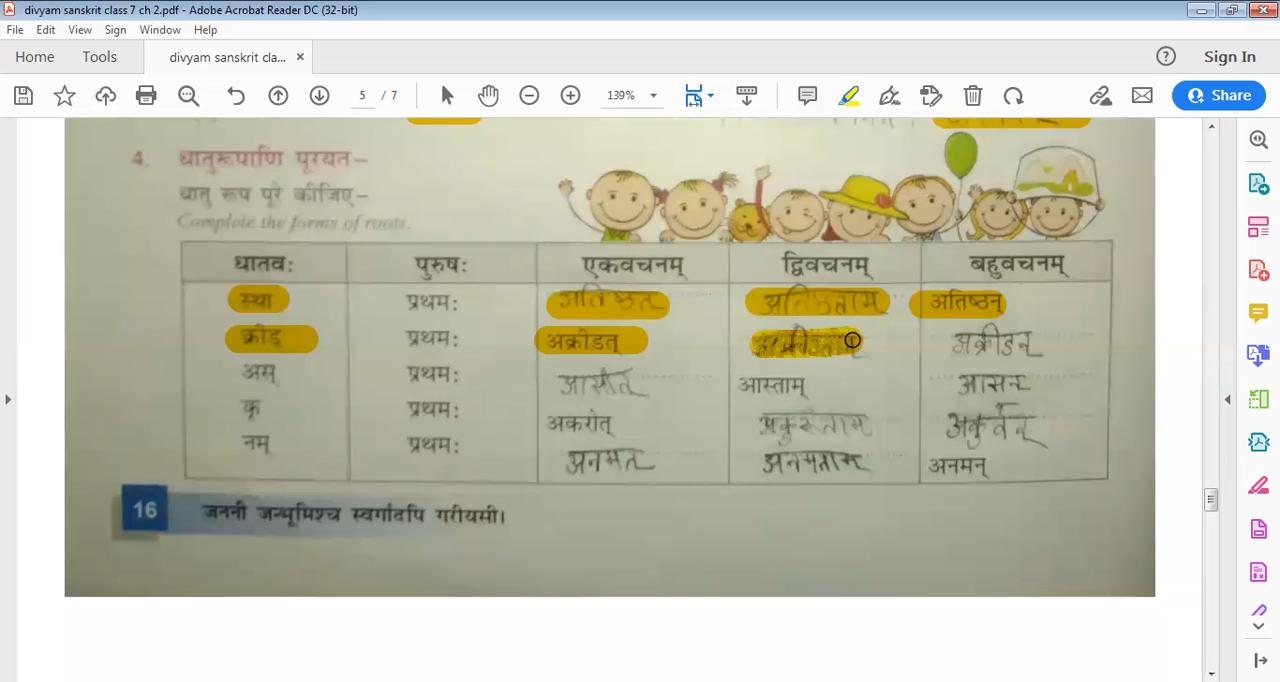 divyam sanskrit class 7 ch 2.pdf - Adobe Acrobat Reader DC (32-bit)
File Edit View Sign Window Help
Home Tools divyam sanskrit cla... × Sign In
5 / 7 139% Share
4. धातुरूपाणि पूरयत–
धातु रूप पूरे कीजिए–
Complete the forms of roots.
धातवः पुरुषः एकवचनम् द्विवचनम् बहुवचनम्
स्था प्रथमः अतिष्ठत् अतिष्ठताम् अतिष्ठन्
क्रीड् प्रथमः अक्रीडत् अक्रीडन्
अस् प्रथमः आसीत् आस्ताम् आसन्
कृ प्रथमः अकरोत् अकुर्वन्
नम् प्रथमः अनमत् अनमताम् अनमन्
16 जननी जन्मभूमिश्च स्वर्गादपि गरीयसी।